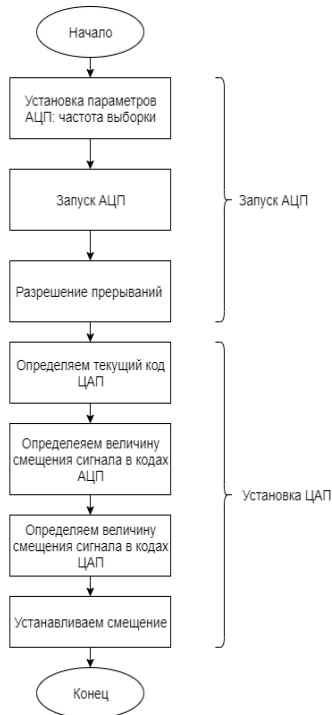 Начало
Установка параметров
АЦП: частота выборки
Запуск АЦП
Запуск АЦП
Разрешение прерываний
Определяем текущий код
ЦАП
Определеяем величину
смещения сигнала в кодах
АЦП
Установка ЦАП
Определяем величину
смещения сигнала в кодах
ЦАП
Устанавливаем смещение
Конец